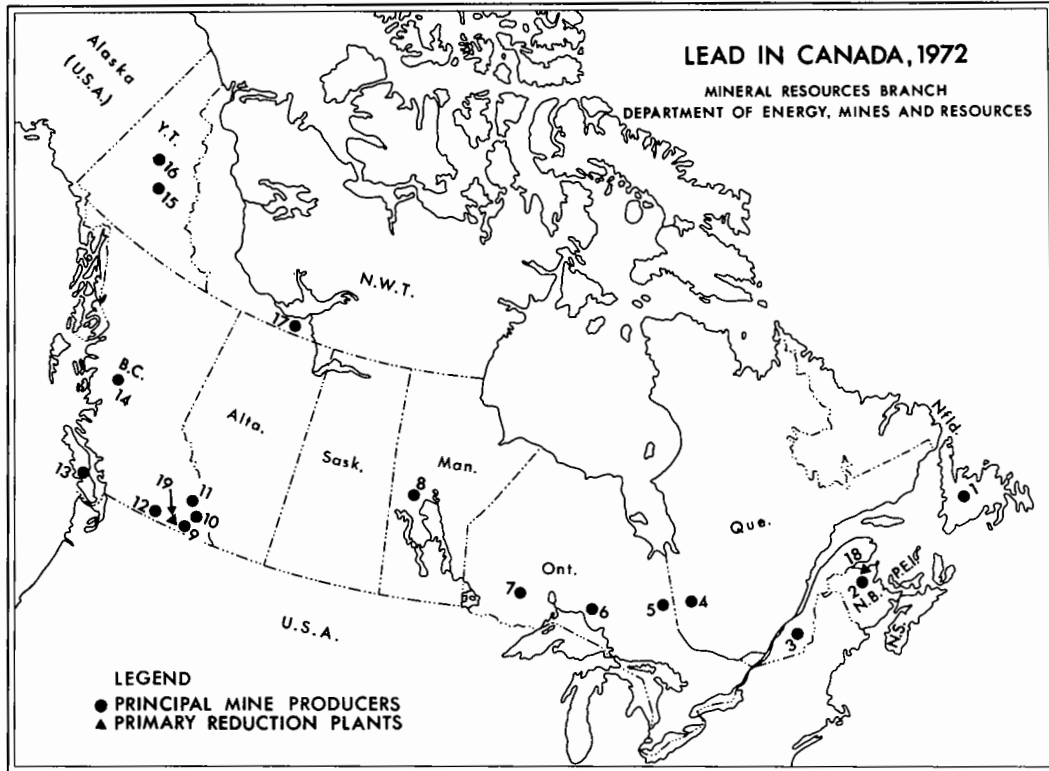 LEAD IN CANADA, 1972
MINERAL RESOURCES BRANCH
DEPARTMENT OF ENERGY, MINES AND RESOURCES
Alaska
(U.S.A.)
Y.T.
16
15
N.W.T.
17
B.C.
14
Alta.
Sask.
Man.
8
Nfld.
1
13
19
11
12
10
9
Que.
Ont.
7
6
5
4
18
P.E.I.
2
N.B.
N.S.
3
U.S.A.
LEGEND
PRINCIPAL MINE PRODUCERS
PRIMARY REDUCTION PLANTS